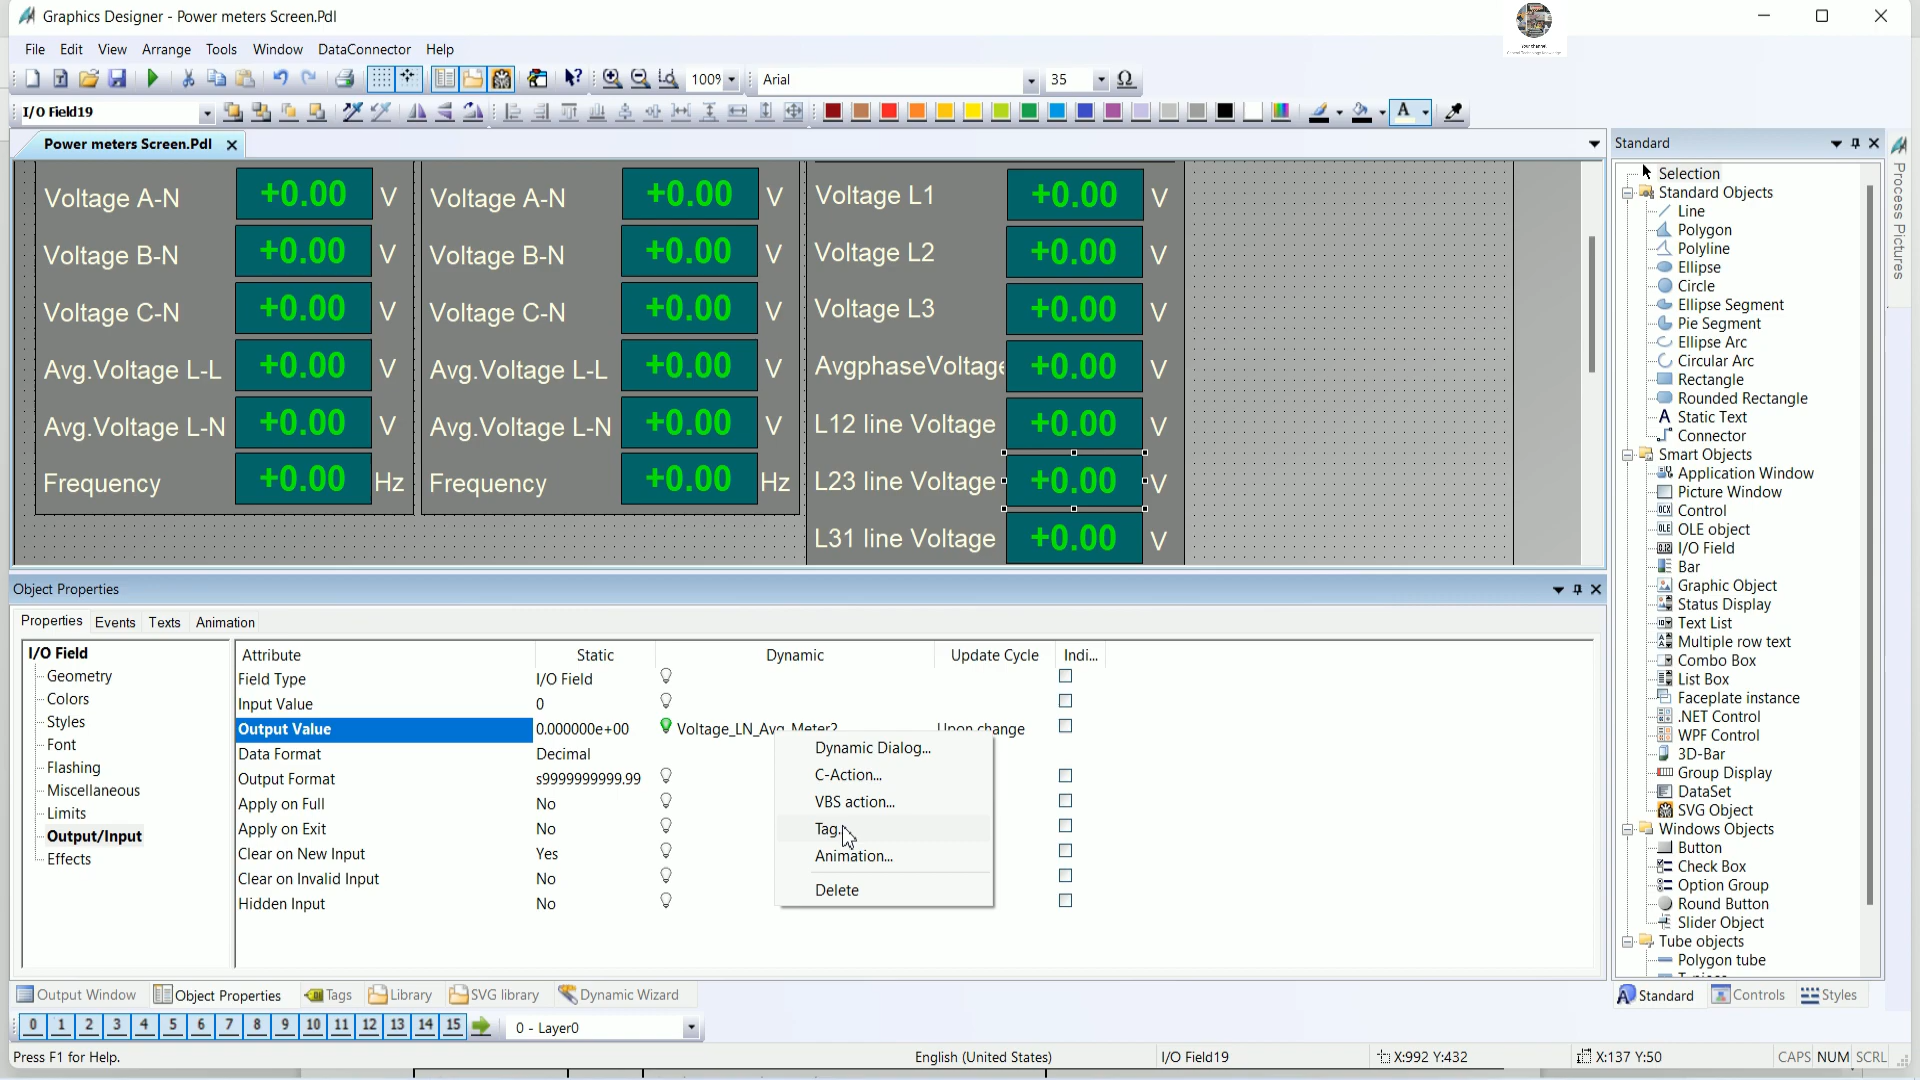 Graphics Designer - Power meters Screen.Pdl
File Edit View Arrange Tools Window DataConnector Help
100% Arial 35 Ω
I/O Field19 A
Power meters Screen.Pdl
Voltage A-N +0.00 V Voltage A-N +0.00 V Voltage L1 +0.00 V
Voltage B-N +0.00 V Voltage B-N +0.00 V Voltage L2 +0.00 V
Voltage C-N +0.00 V Voltage C-N +0.00 V Voltage L3 +0.00 V
Avg.Voltage L-L +0.00 V Avg.Voltage L-L +0.00 V AvgphaseVoltage +0.00 V
Avg.Voltage L-N +0.00 V Avg.Voltage L-N +0.00 V L12 line Voltage +0.00 V
Frequency +0.00 Hz Frequency +0.00 Hz L23 line Voltage +0.00 V
L31 line Voltage +0.00 V
Object Properties
Properties Events Texts Animation
I/O Field
Geometry
Colors
Styles
Font
Flashing
Miscellaneous
Limits
Output/Input
Effects
Attribute Static Dynamic Update Cycle Indi...
Field Type I/O Field
Input Value 0
Output Value 0.000000e+00 Voltage_LN_Avg_Meter2 Upon change
Data Format Decimal
Output Format s9999999999.99
Apply on Full No
Apply on Exit No
Clear on New Input Yes
Clear on Invalid Input No
Hidden Input No
Dynamic Dialog...
C-Action...
VBS action...
Tag...
Animation...
Delete
Standard
Selection
Standard Objects
Line
Polygon
Polyline
Ellipse
Circle
Ellipse Segment
Pie Segment
Ellipse Arc
Circular Arc
Rectangle
Rounded Rectangle
A Static Text
Connector
Smart Objects
Application Window
Picture Window
OCX Control
OLE OLE object
0.12 I/O Field
Bar
Graphic Object
Status Display
Text List
Multiple row text
Combo Box
List Box
Faceplate instance
.NET Control
WPF Control
3D-Bar
Group Display
DataSet
SVG Object
Windows Objects
Button
Check Box
Option Group
Round Button
Slider Object
Tube objects
Polygon tube
Process Pictures
Standard Controls Styles
Output Window Object Properties Tags Library SVG library Dynamic Wizard
0 1 2 3 4 5 6 7 8 9 10 11 12 13 14 15 0 - Layer0
Press F1 for Help. English (United States) I/O Field19 X:992 Y:432 X:137 Y:50 CAPS NUM SCRL